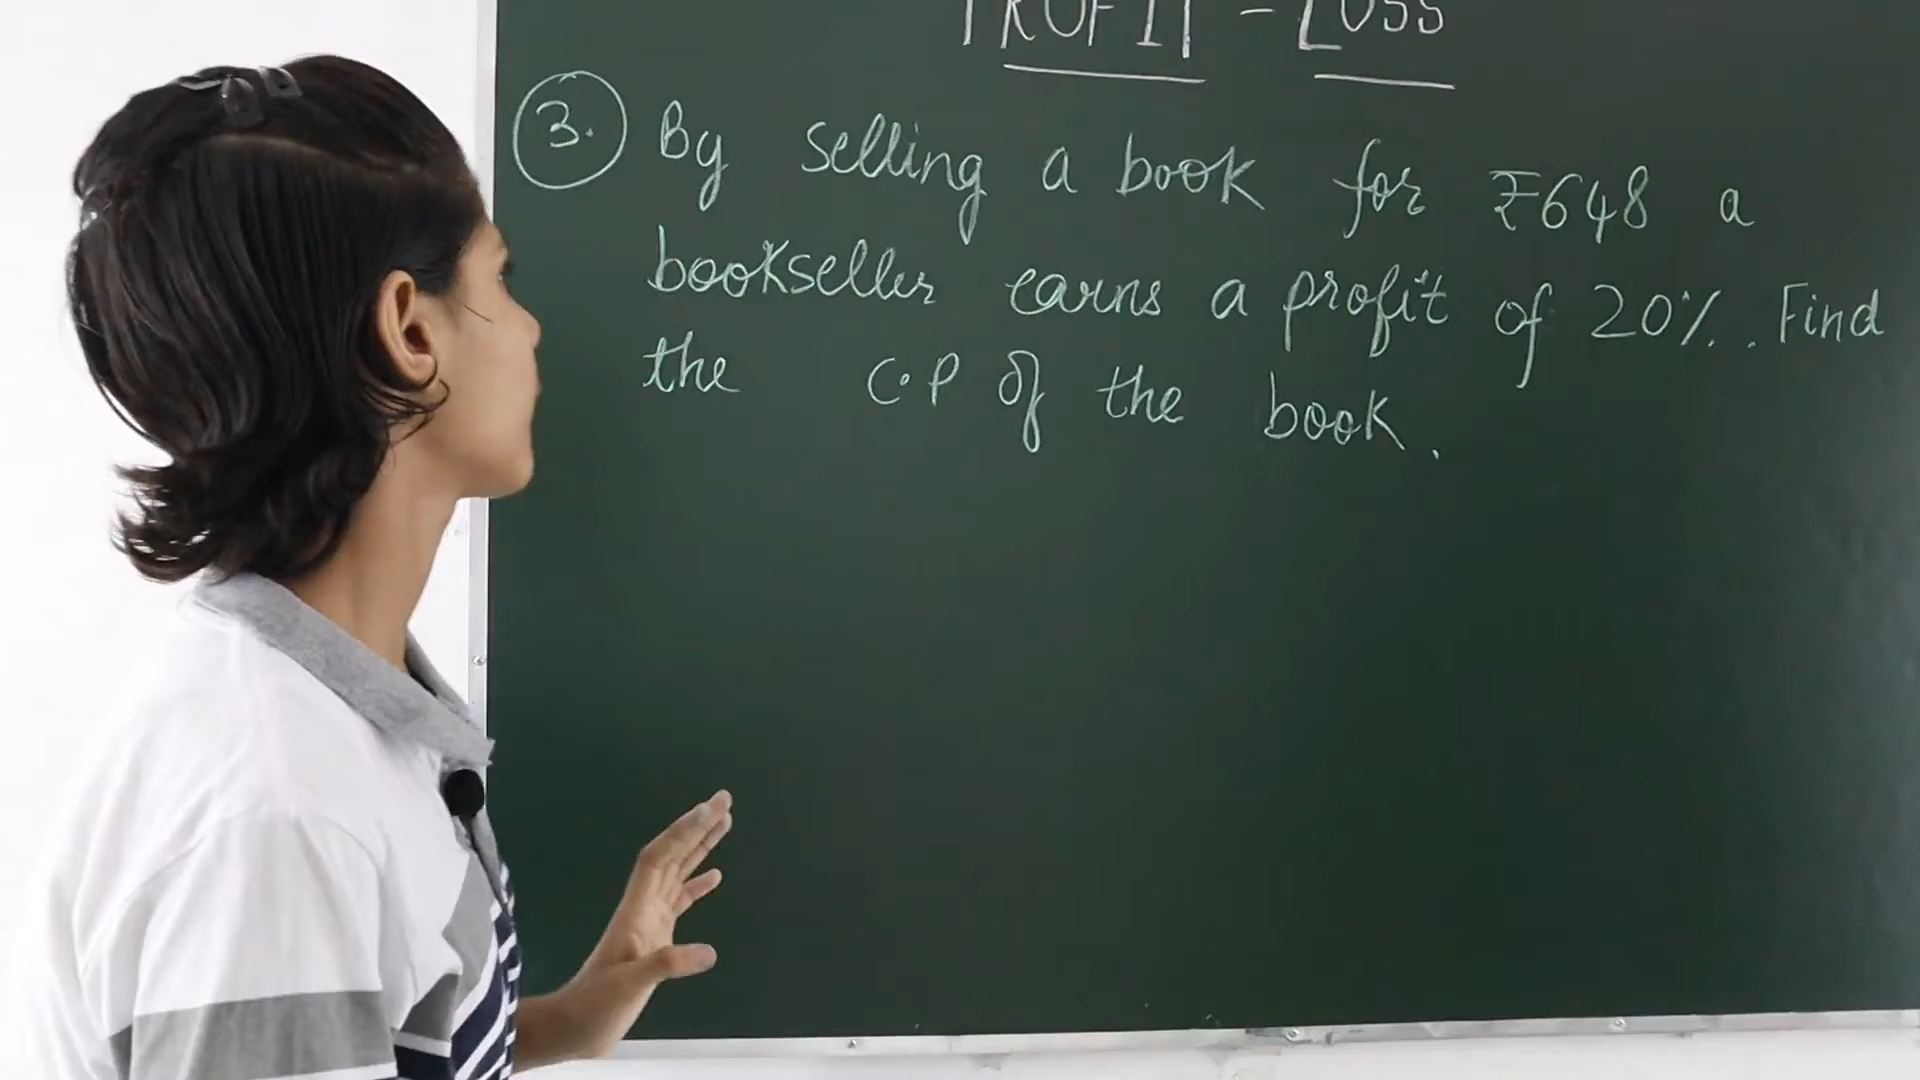 PROFIT - LOSS
3. By selling a book for ₹648 a
bookseller earns a profit of 20%. Find
the C.P of the book.